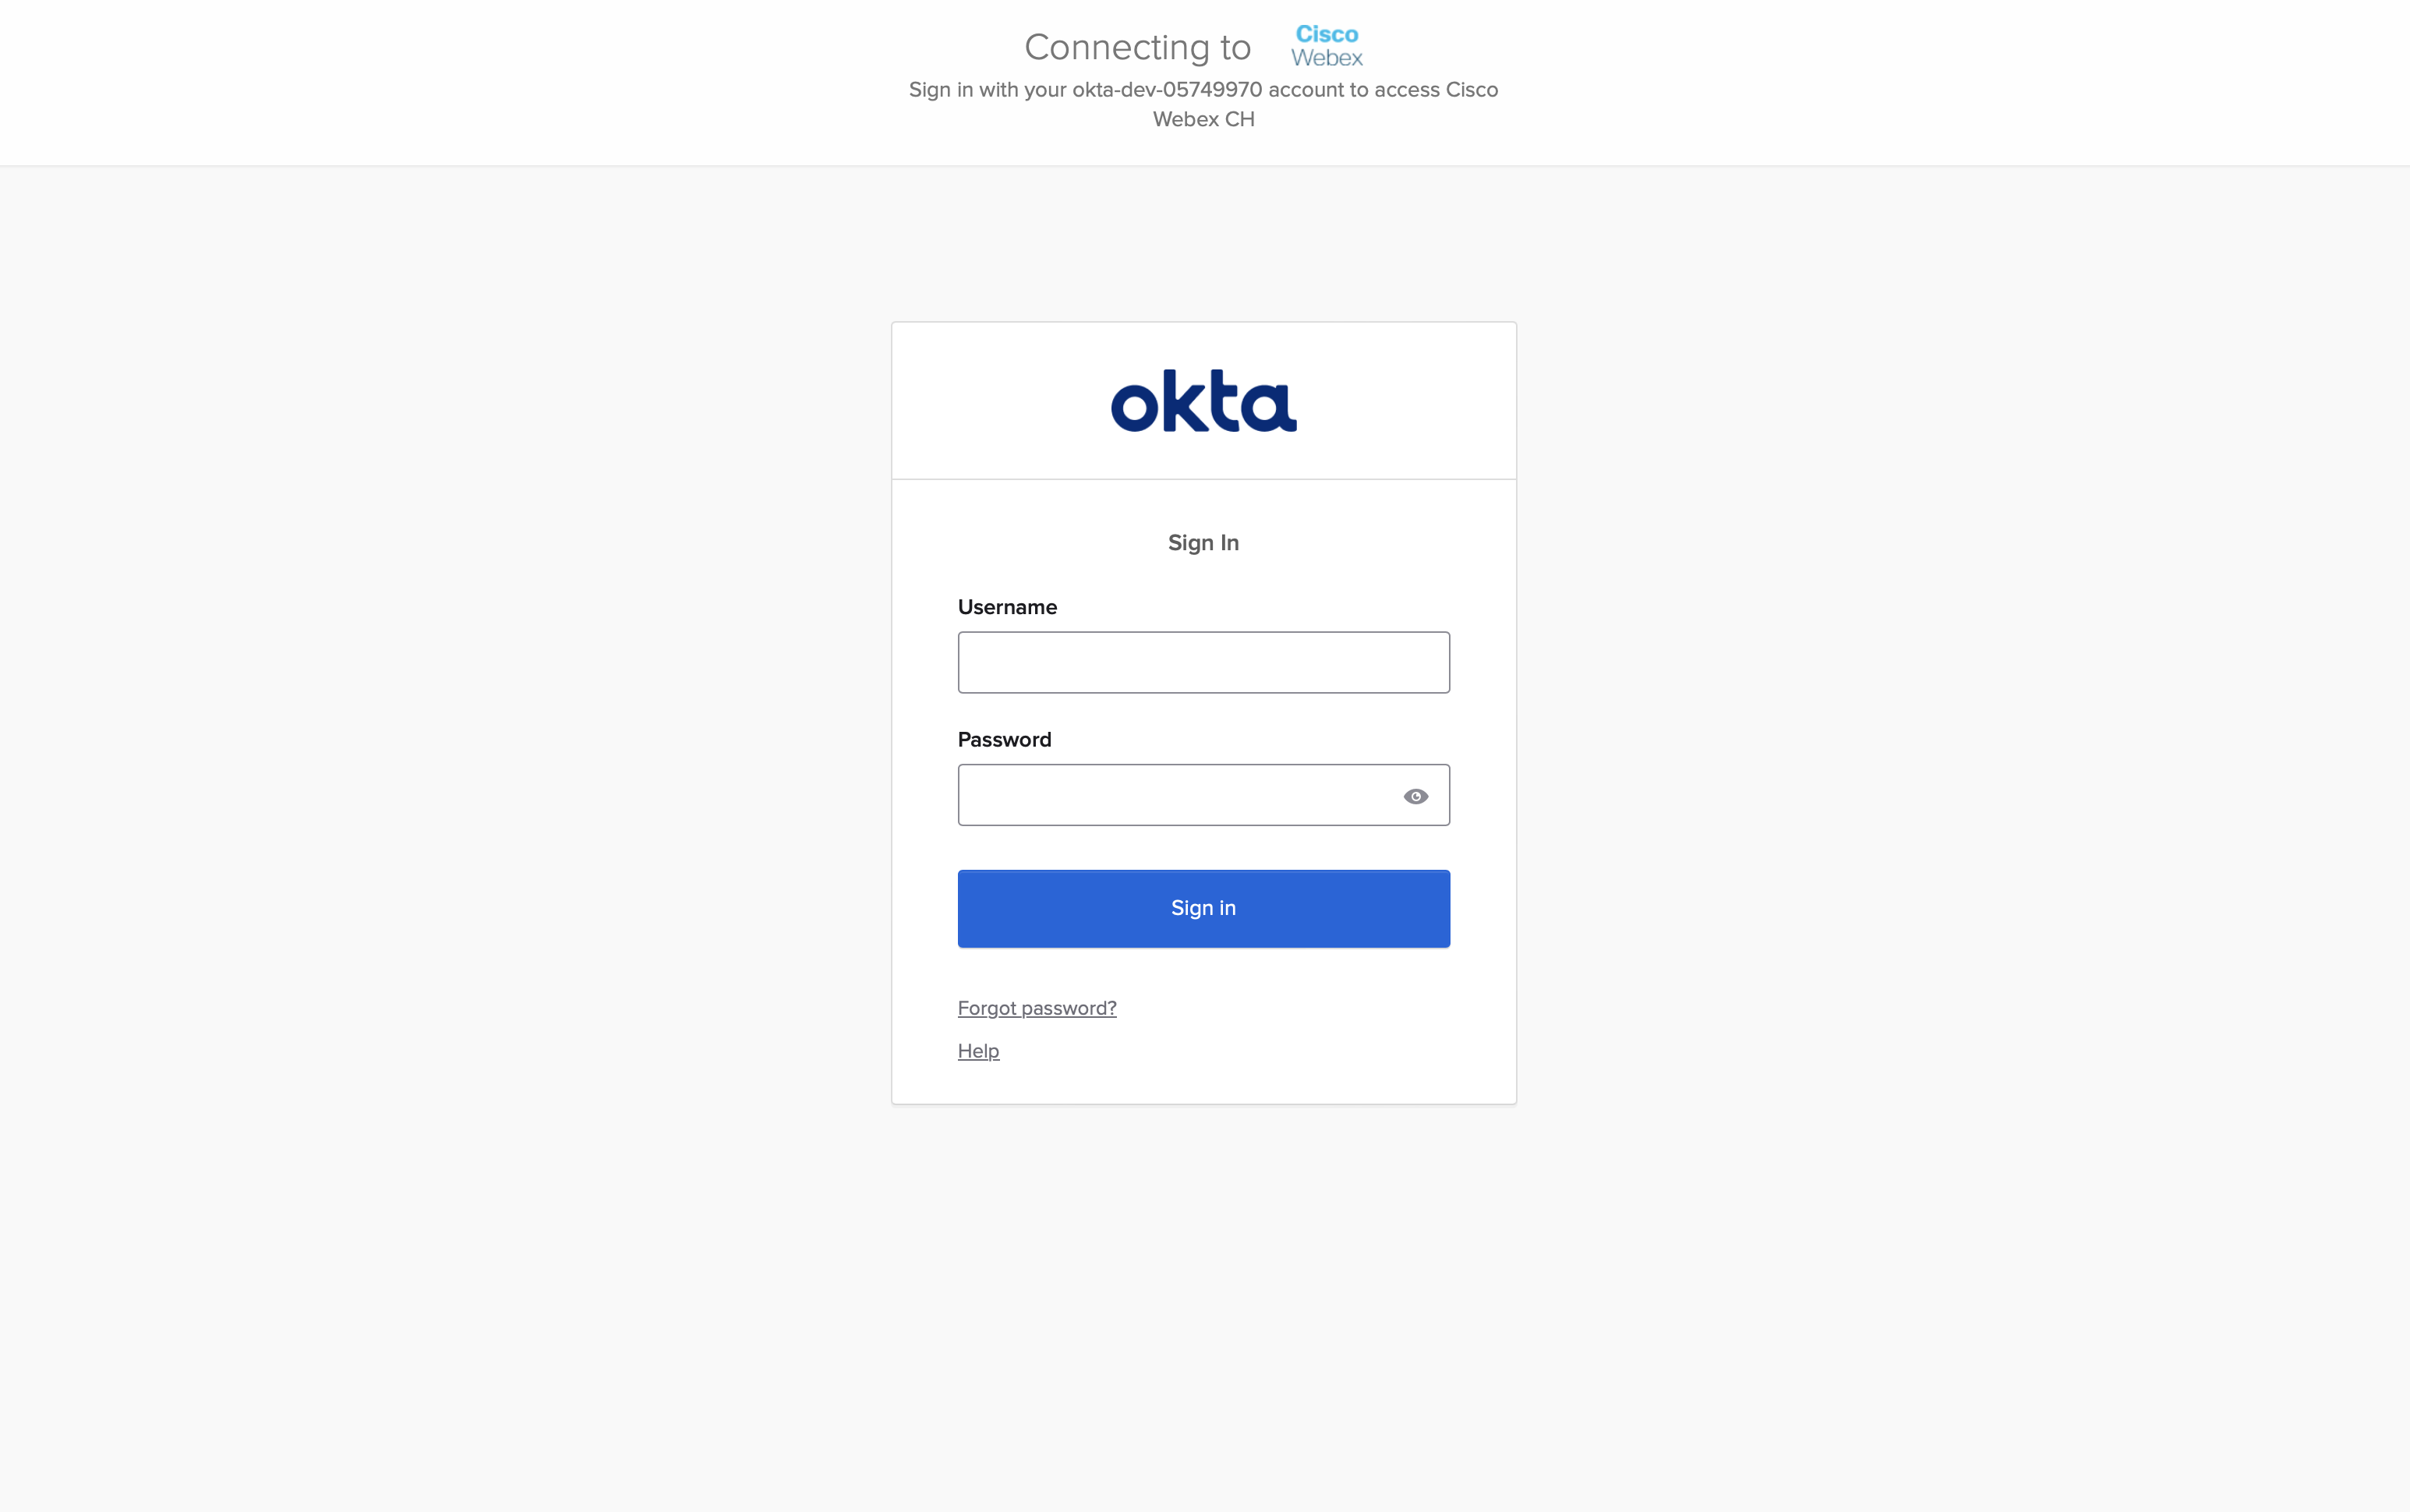 Connecting to
Cisco
Webex
Sign in with your okta-dev-05749970 account to access Cisco
Webex CH
okta
Sign In
Username
Password
Sign in
Forgot password?
Help